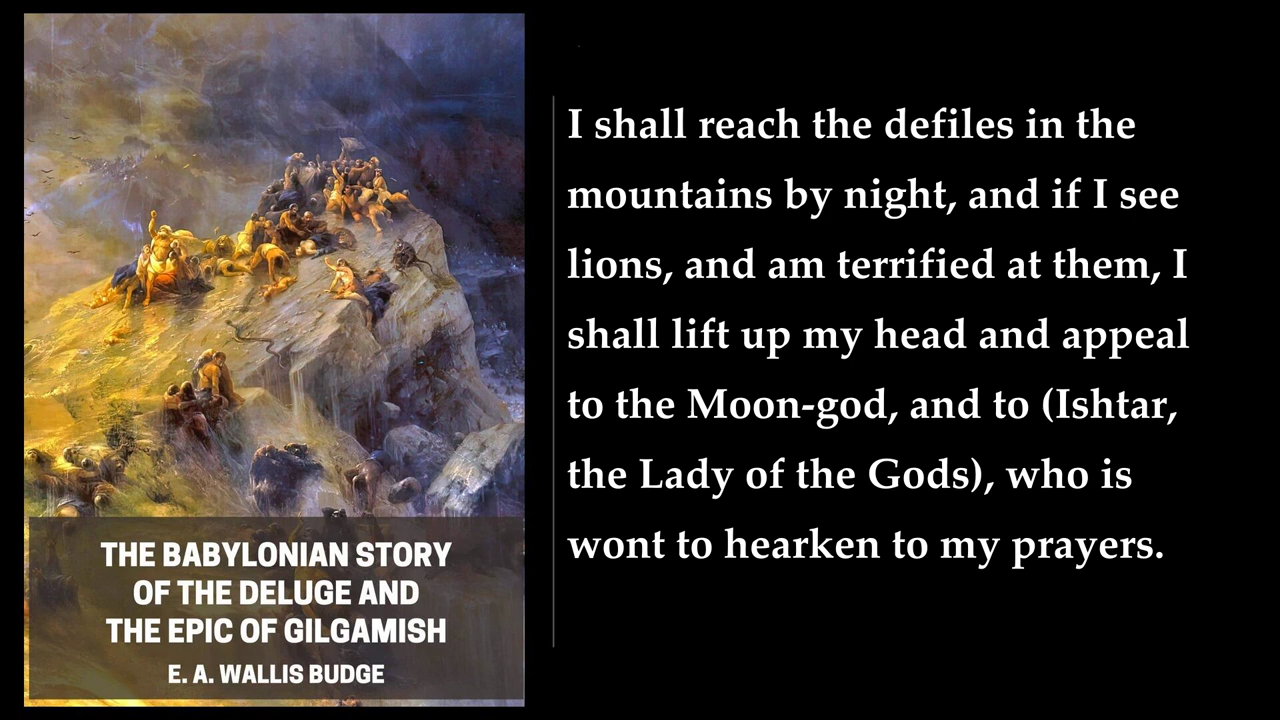 THE BABYLONIAN STORY
OF THE DELUGE AND
THE EPIC OF GILGAMISH
E. A. WALLIS BUDGE
I shall reach the defiles in the
mountains by night, and if I see
lions, and am terrified at them, I
shall lift up my head and appeal
to the Moon-god, and to (Ishtar,
the Lady of the Gods), who is
wont to hearken to my prayers.